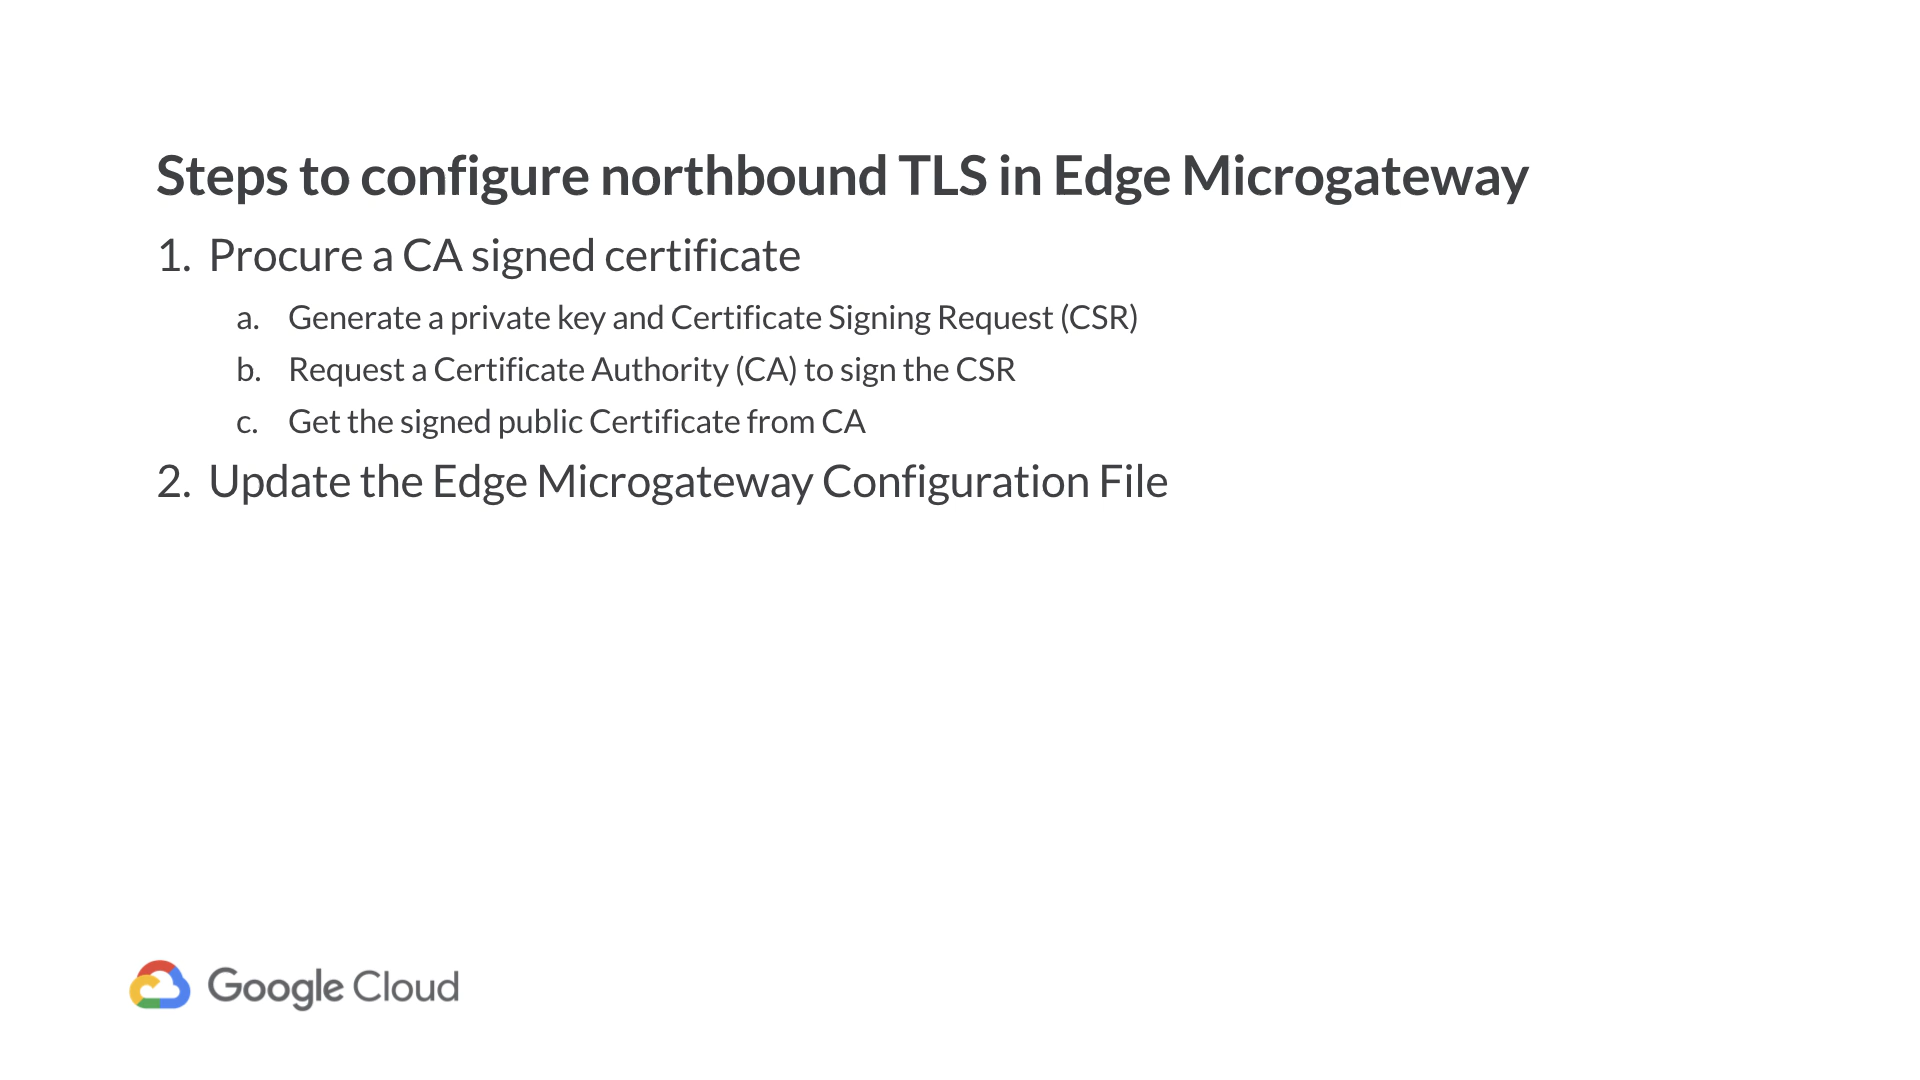 Steps to configure northbound TLS in Edge Microgateway
1. Procure a CA signed certificate
a. Generate a private key and Certificate Signing Request (CSR)
b. Request a Certificate Authority (CA) to sign the CSR
c. Get the signed public Certificate from CA
2. Update the Edge Microgateway Configuration File
Google Cloud